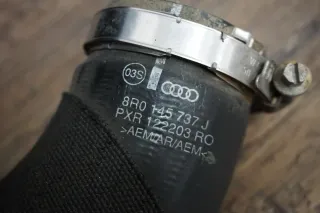 03S
8R0 145 737 J
PXR 122203 RO
>AEM/AR/AEM<